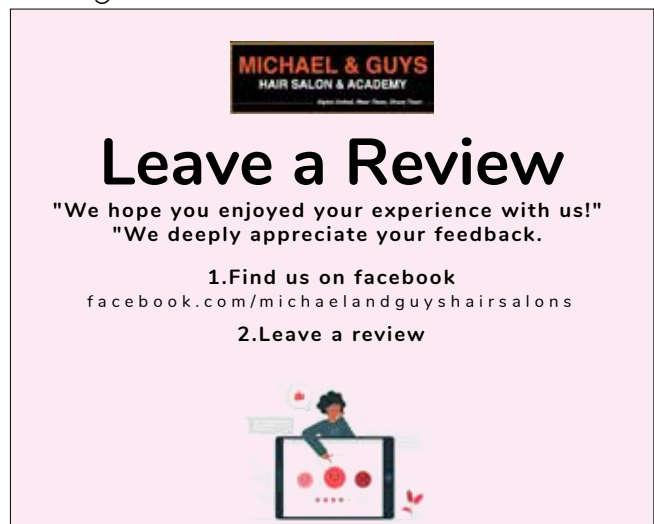 MICHAEL & GUYS
HAIR SALON & ACADEMY
Leave a Review
"We hope you enjoyed your experience with us!"
"We deeply appreciate your feedback.
1.Find us on facebook
facebook.com/michaelandguyshairsalons
2.Leave a review